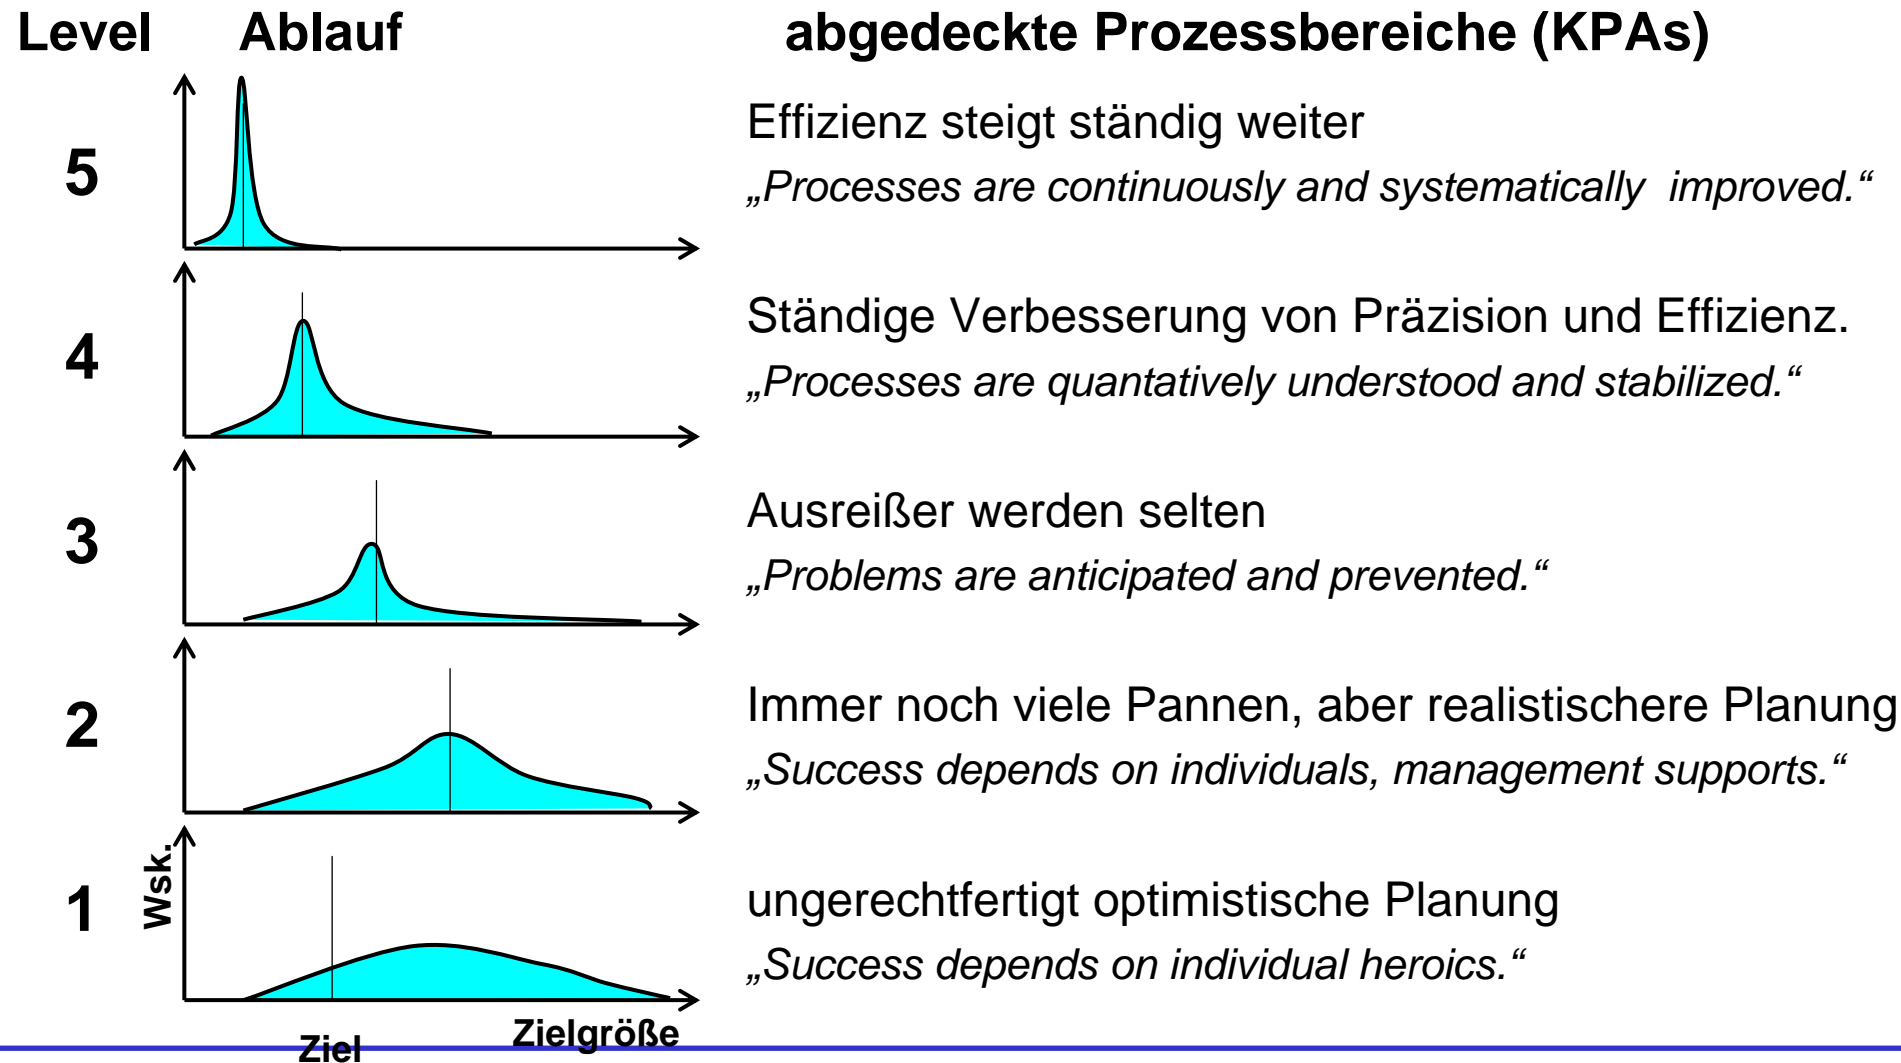 Level Ablauf abgedeckte Prozessbereiche (KPAs)
5
Effizienz steigt ständig weiter
„Processes are continuously and systematically  improved.“
4
Ständige Verbesserung von Präzision und Effizienz.
„Processes are quantatively understood and stabilized.“
3
Ausreißer werden selten
„Problems are anticipated and prevented.“
2
Immer noch viele Pannen, aber realistischere Planung
„Success depends on individuals, management supports.“
1
Wsk.
ungerechtfertigt optimistische Planung
„Success depends on individual heroics.“
Zielgröße
Ziel